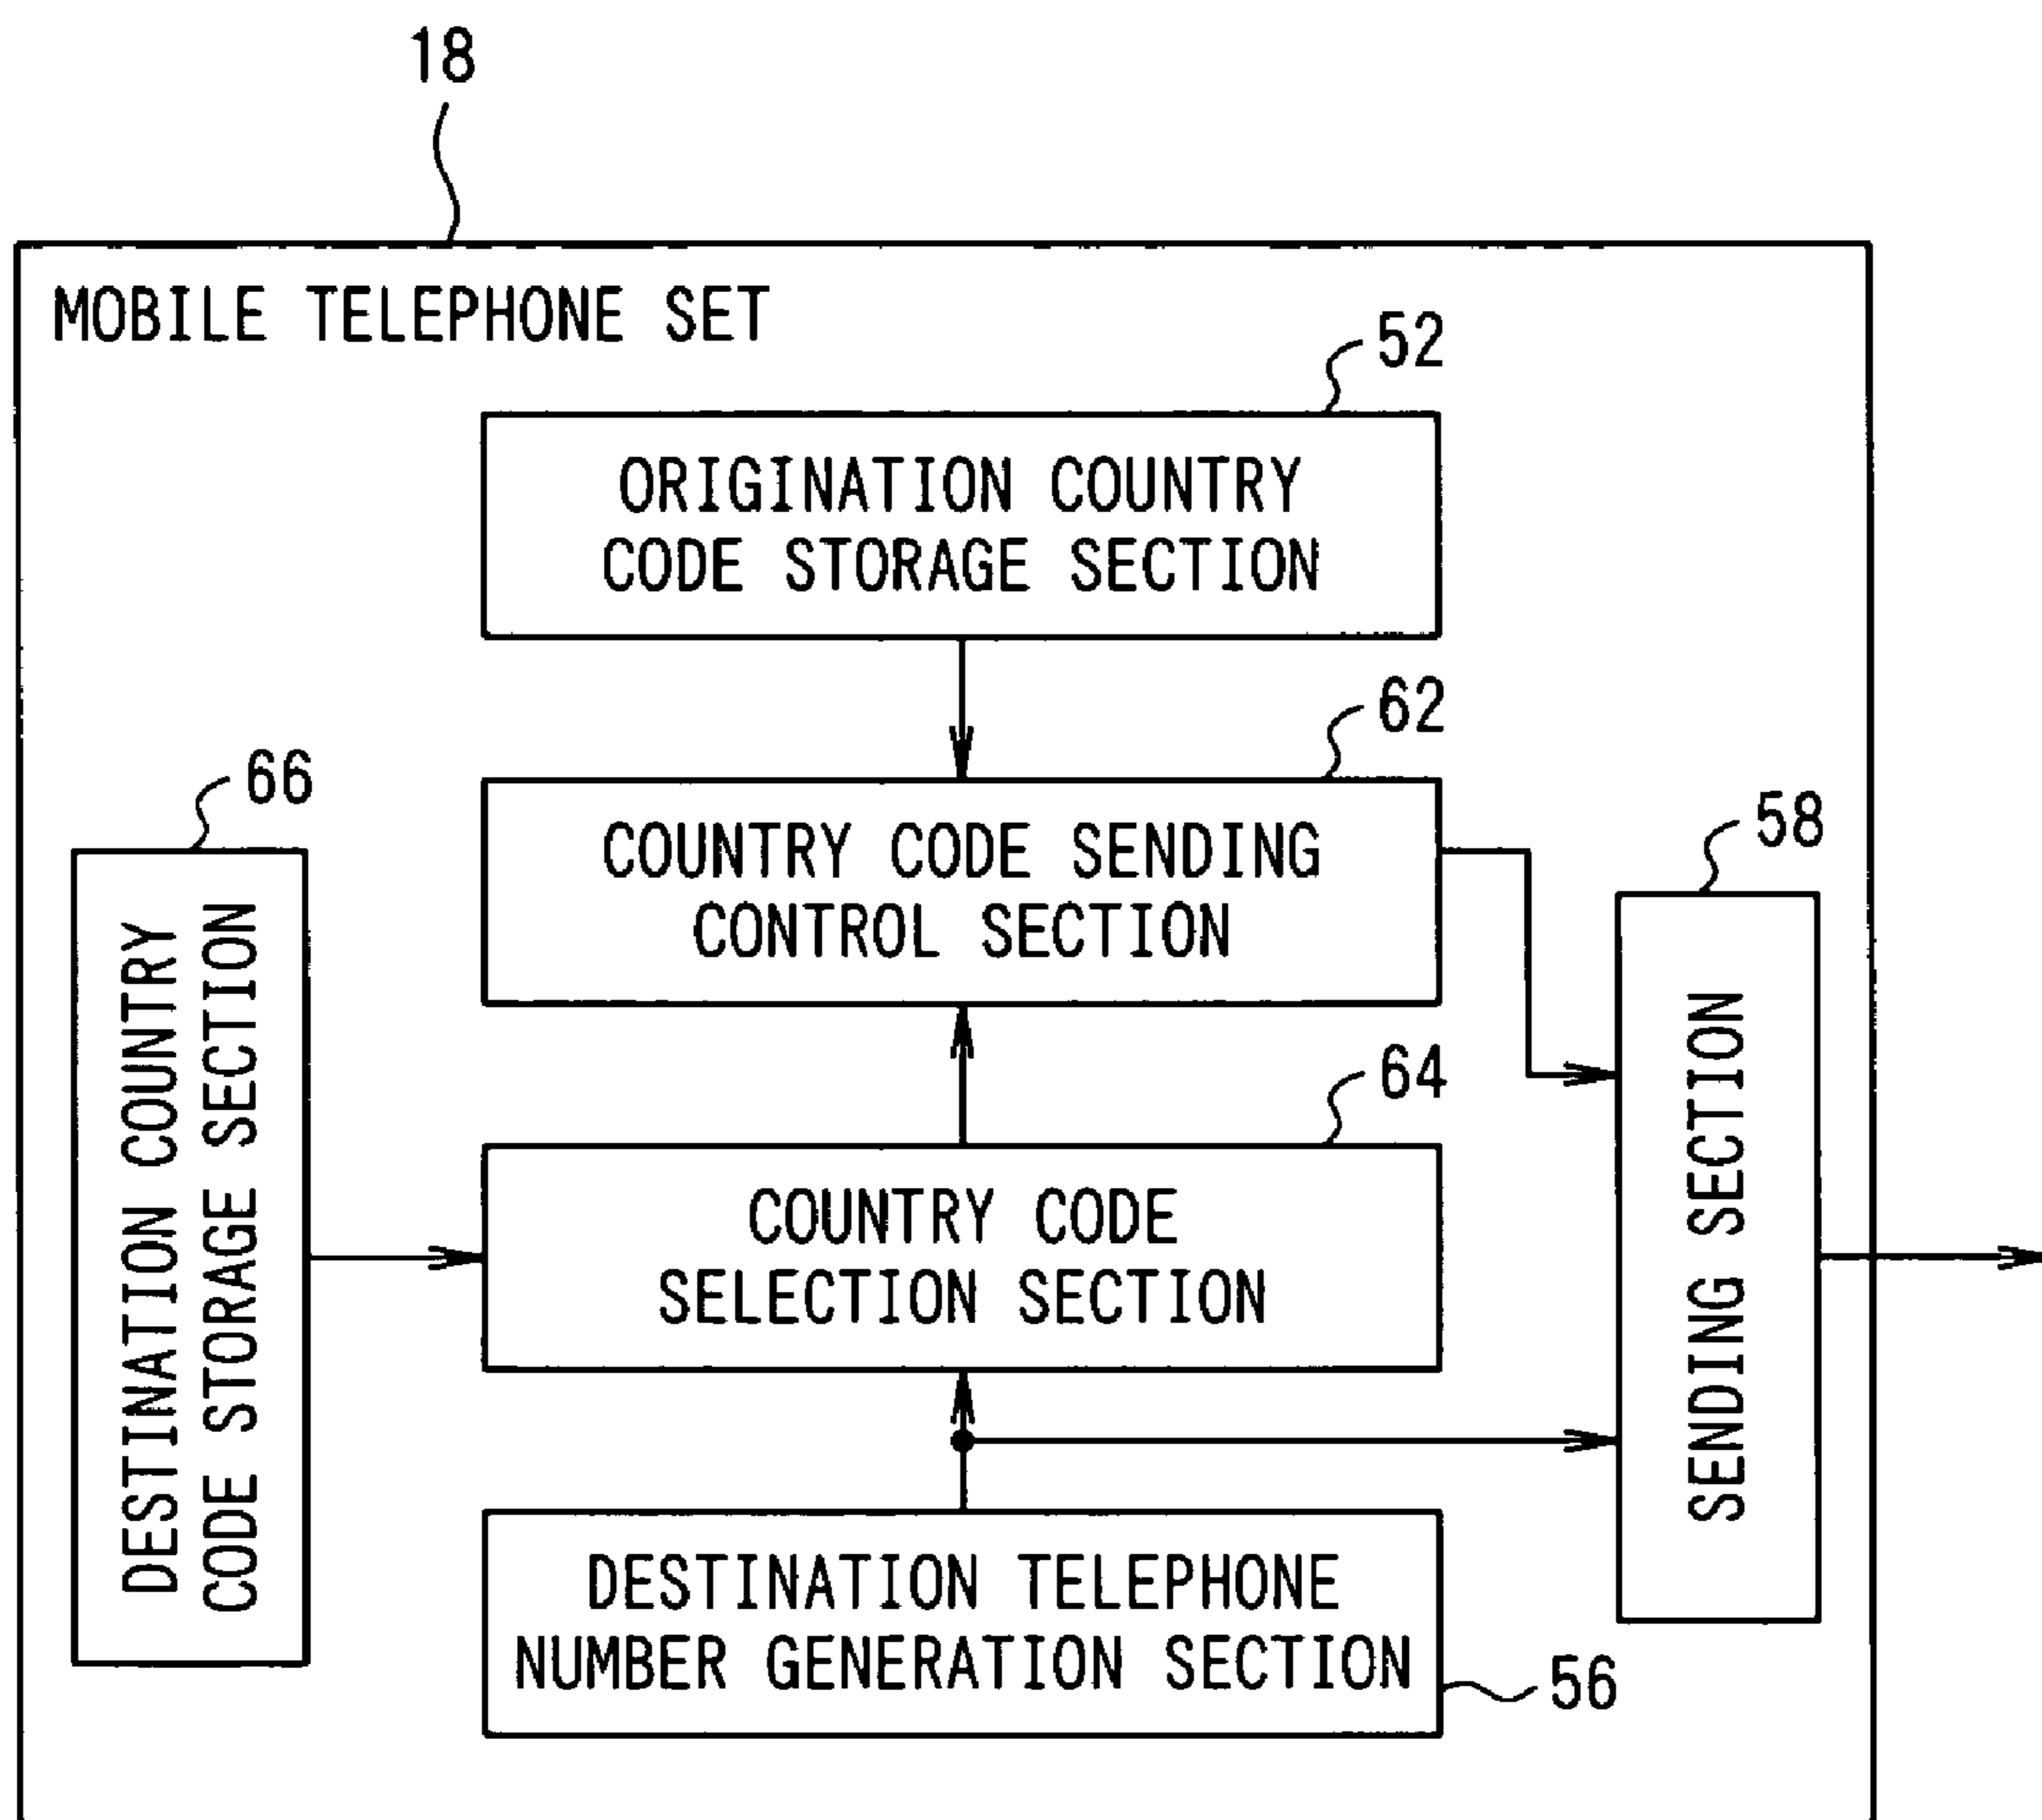 18
MOBILE TELEPHONE SET
52
ORIGINATION COUNTRY
CODE STORAGE SECTION
62
COUNTRY CODE SENDING
CONTROL SECTION
66
DESTINATION COUNTRY
CODE STORAGE SECTION
58
SENDING SECTION
64
COUNTRY CODE
SELECTION SECTION
DESTINATION TELEPHONE
NUMBER GENERATION SECTION
56